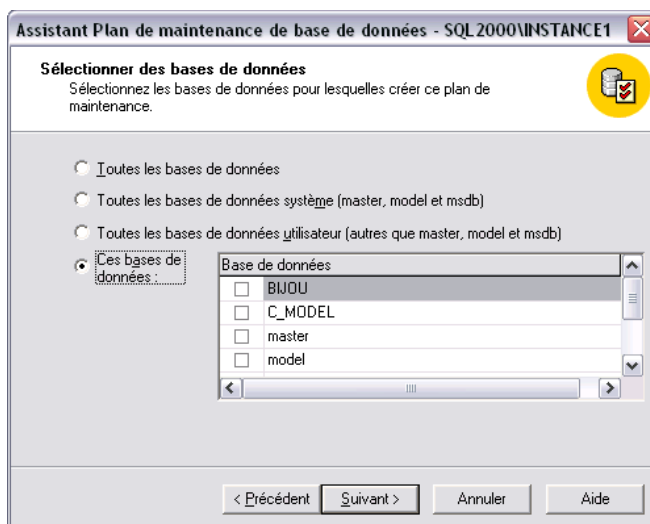 Assistant Plan de maintenance de base de données - SQL2000\INSTANCE1
Sélectionner des bases de données
Sélectionnez les bases de données pour lesquelles créer ce plan de
maintenance.
Toutes les bases de données
Toutes les bases de données système (master, model et msdb)
Toutes les bases de données utilisateur (autres que master, model et msdb)
Ces bases de
données :
Base de données
BIJOU
C_MODEL
master
model
< Précédent
Suivant >
Annuler
Aide